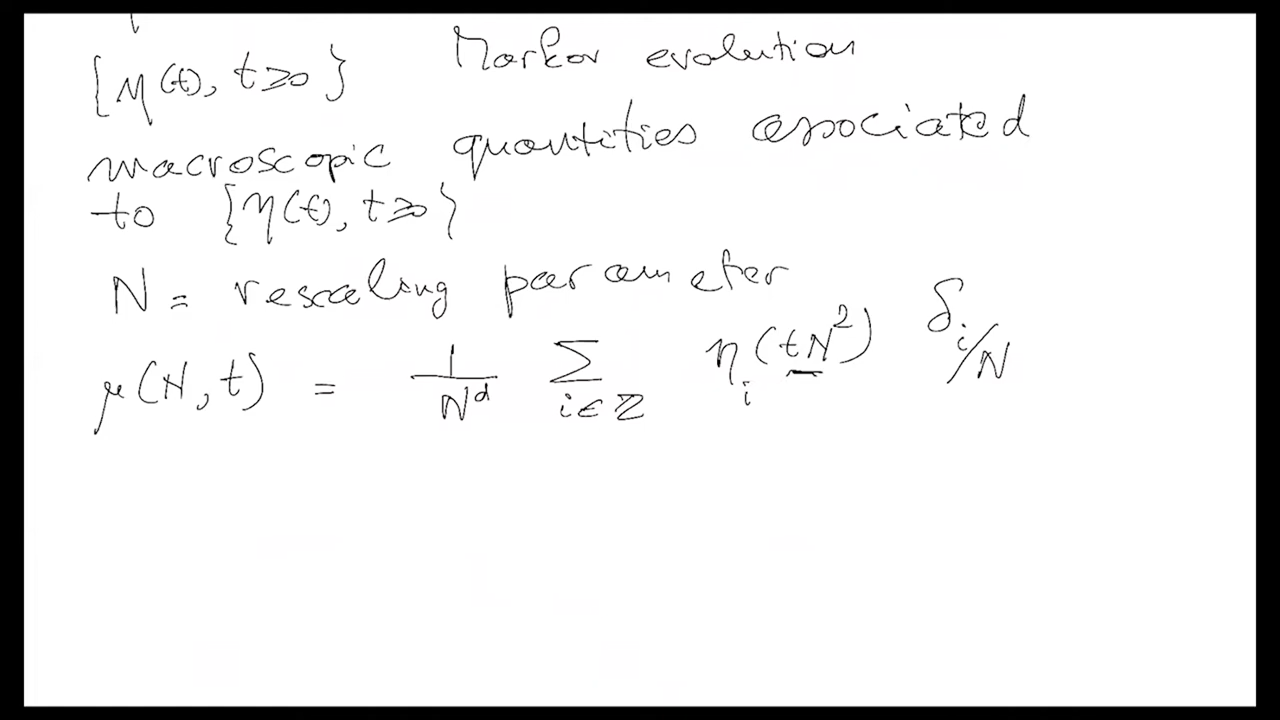 {η(t), t≥0} Markov evolution
macroscopic quantities associated
to {η(t), t≥0}
N = rescaling parameter
μ(N, t) = 1/N^d ∑_{i∈ℤ} η_i(tN²) δ_{i/N}